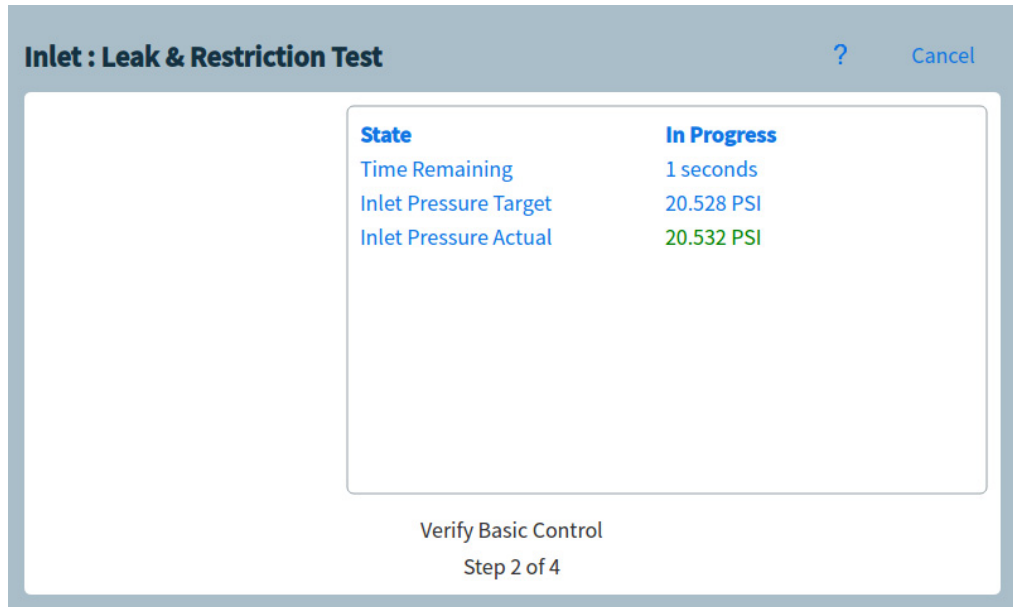 Inlet : Leak & Restriction Test ? Cancel
State In Progress
Time Remaining 1 seconds
Inlet Pressure Target 20.528 PSI
Inlet Pressure Actual 20.532 PSI
Verify Basic Control
Step 2 of 4